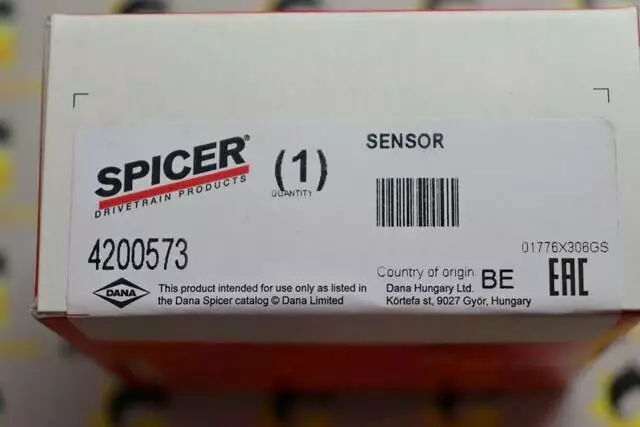 SPICER®
DRIVETRAIN PRODUCTS
(1)
QUANTITY
SENSOR
4200573
01776X306GS
DANA
This product intended for use only as listed in
the Dana Spicer catalog © Dana Limited
Country of origin BE
Dana Hungary Ltd.
Körtefa st, 9027 Győr, Hungary
EAC